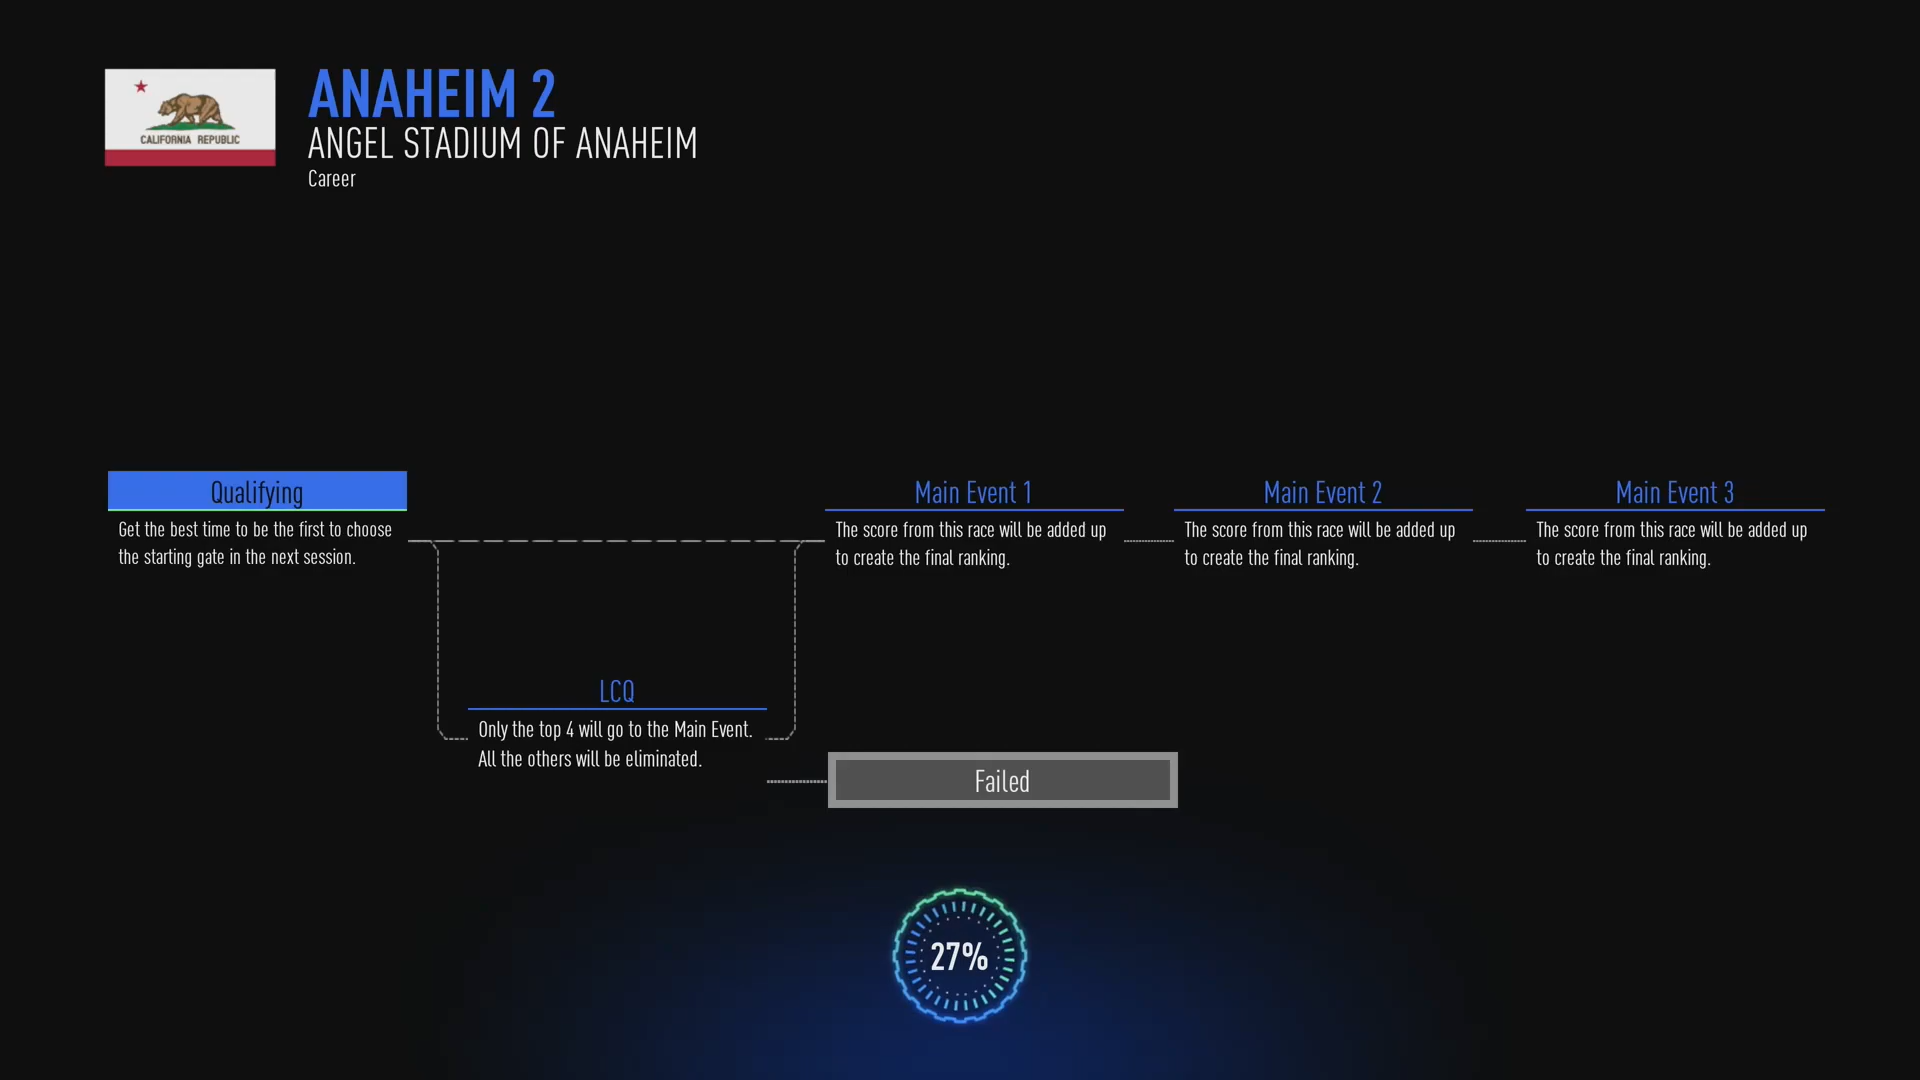 CALIFORNIA REPUBLIC
ANAHEIM 2
ANGEL STADIUM OF ANAHEIM
Career
Qualifying
Get the best time to be the first to choose
the starting gate in the next session.
Main Event 1
The score from this race will be added up
to create the final ranking.
Main Event 2
The score from this race will be added up
to create the final ranking.
Main Event 3
The score from this race will be added up
to create the final ranking.
LCQ
Only the top 4 will go to the Main Event.
All the others will be eliminated.
Failed
27%